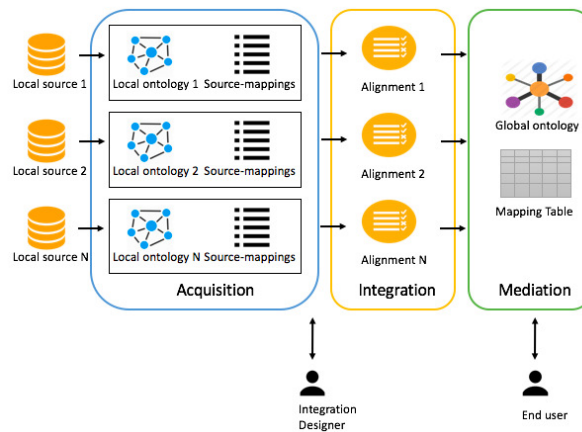 Local source 1
Local ontology 1 Source-mappings
Alignment 1
Local source 2
Local ontology 2 Source-mappings
Alignment 2
Global ontology
Mapping Table
Local source N
Local ontology N Source-mappings
Alignment N
Acquisition
Integration
Mediation
Integration
Designer
End user